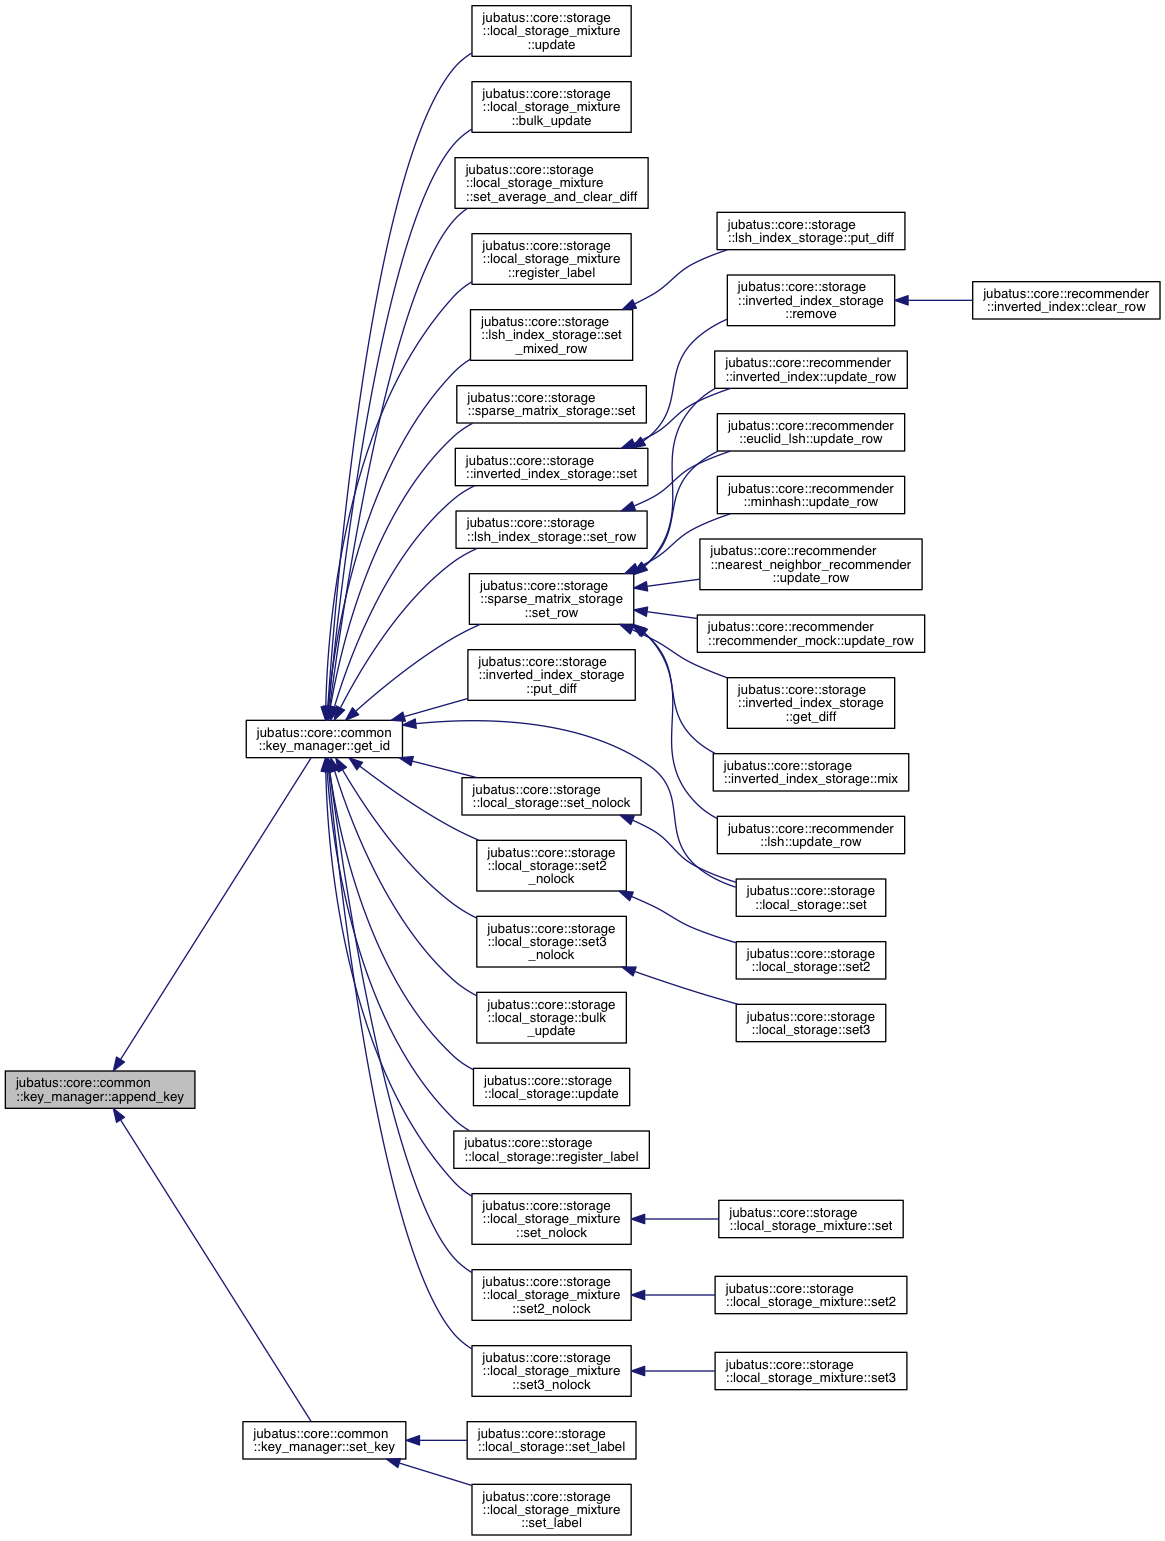 jubatus::core::storage
::local_storage_mixture
::update
jubatus::core::storage
::local_storage_mixture
::bulk_update
jubatus::core::storage
::local_storage_mixture
::set_average_and_clear_diff
jubatus::core::storage
::local_storage_mixture
::register_label
jubatus::core::storage
::lsh_index_storage::set
_mixed_row
jubatus::core::storage
::sparse_matrix_storage::set
jubatus::core::storage
::inverted_index_storage::set
jubatus::core::storage
::lsh_index_storage::set_row
jubatus::core::storage
::sparse_matrix_storage
::set_row
jubatus::core::storage
::inverted_index_storage
::put_diff
jubatus::core::storage
::local_storage::set_nolock
jubatus::core::storage
::local_storage::set2
_nolock
jubatus::core::storage
::local_storage::set3
_nolock
jubatus::core::storage
::local_storage::bulk
_update
jubatus::core::storage
::local_storage::update
jubatus::core::storage
::local_storage::register_label
jubatus::core::storage
::local_storage_mixture
::set_nolock
jubatus::core::storage
::local_storage_mixture
::set2_nolock
jubatus::core::storage
::local_storage_mixture
::set3_nolock
jubatus::core::storage
::local_storage::set_label
jubatus::core::storage
::local_storage_mixture
::set_label
jubatus::core::storage
::lsh_index_storage::put_diff
jubatus::core::storage
::inverted_index_storage
::remove
jubatus::core::recommender
::inverted_index::clear_row
jubatus::core::recommender
::inverted_index::update_row
jubatus::core::recommender
::euclid_lsh::update_row
jubatus::core::recommender
::minhash::update_row
jubatus::core::recommender
::nearest_neighbor_recommender
::update_row
jubatus::core::recommender
::recommender_mock::update_row
jubatus::core::storage
::inverted_index_storage
::get_diff
jubatus::core::storage
::inverted_index_storage::mix
jubatus::core::recommender
::lsh::update_row
jubatus::core::storage
::local_storage::set
jubatus::core::storage
::local_storage::set2
jubatus::core::storage
::local_storage::set3
jubatus::core::storage
::local_storage_mixture::set
jubatus::core::storage
::local_storage_mixture::set2
jubatus::core::storage
::local_storage_mixture::set3
jubatus::core::common
::key_manager::get_id
jubatus::core::common
::key_manager::append_key
jubatus::core::common
::key_manager::set_key